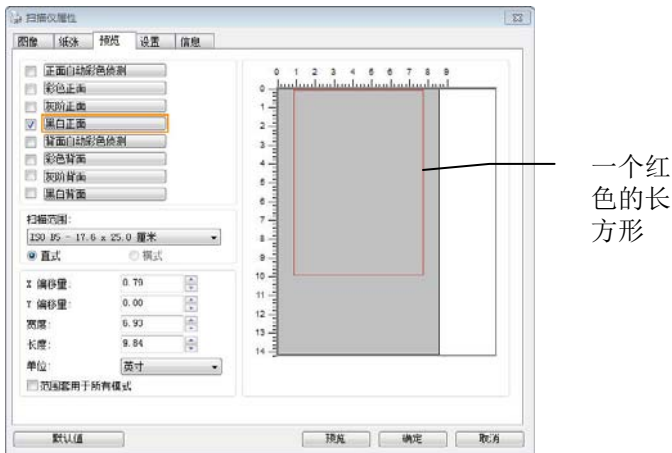 扫描仪属性
图像 纸张 预览 设置 信息
正面自动彩色侦测
彩色正面
灰阶正面
黑白正面
背面自动彩色侦测
彩色背面
灰阶背面
黑白背面
扫描范围:
ISO B5 - 17.6 x 25.0 厘米
直式 横式
X 偏移量: 0.79
Y 偏移量: 0.00
宽度: 6.93
长度: 9.84
单位: 英寸
范围套用于所有模式
0 1 2 3 4 5 6 7 8 9
0
1
2
3
4
5
6
7
8
9
10
11
12
13
14
一个红
色的长
方形
默认值 预览 确定 取消